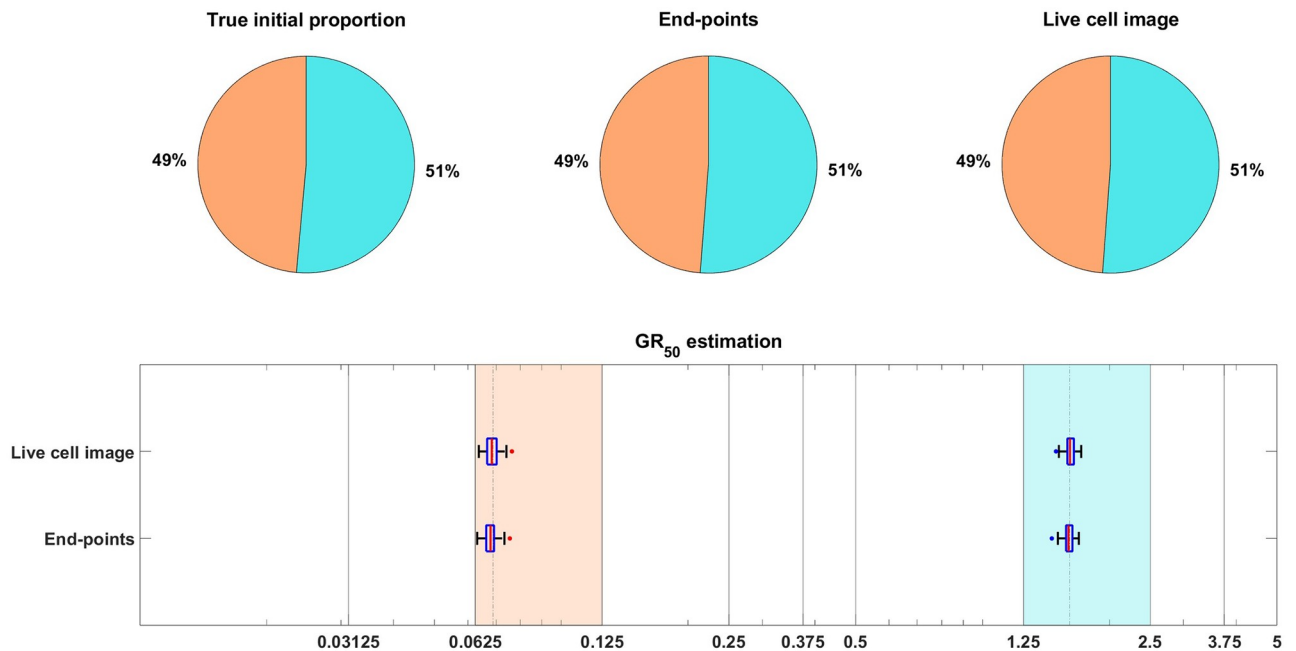 True initial proportion
End-points
Live cell image
49%
51%
49%
51%
49%
51%
GR50 estimation
Live cell image
End-points
0.03125
0.0625
0.125
0.25
0.375
0.5
1.25
2.5
3.75
5